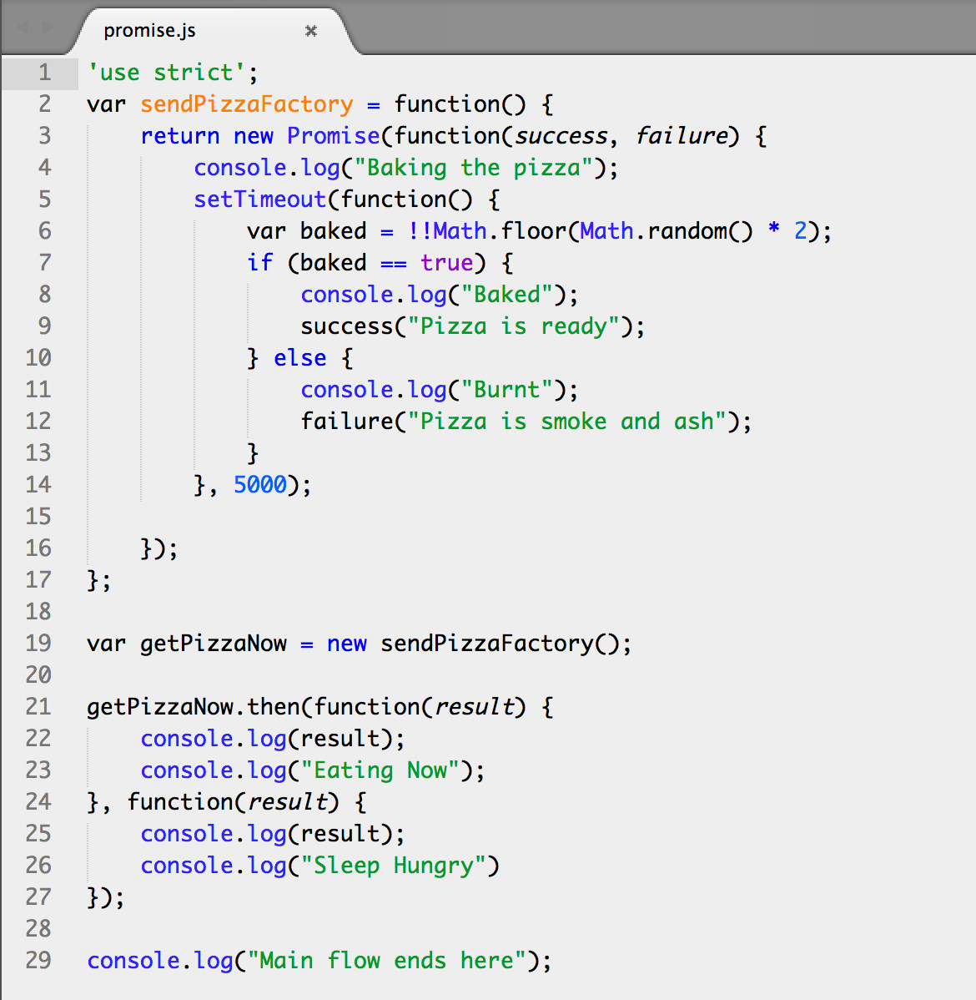 promise.js
1 'use strict';
2 var sendPizzaFactory = function() {
3     return new Promise(function(success, failure) {
4         console.log("Baking the pizza");
5         setTimeout(function() {
6             var baked = !!Math.floor(Math.random() * 2);
7             if (baked == true) {
8                 console.log("Baked");
9                 success("Pizza is ready");
10             } else {
11                 console.log("Burnt");
12                 failure("Pizza is smoke and ash");
13             }
14         }, 5000);
15
16     });
17 };
18
19 var getPizzaNow = new sendPizzaFactory();
20
21 getPizzaNow.then(function(result) {
22     console.log(result);
23     console.log("Eating Now");
24 }, function(result) {
25     console.log(result);
26     console.log("Sleep Hungry")
27 });
28
29 console.log("Main flow ends here");